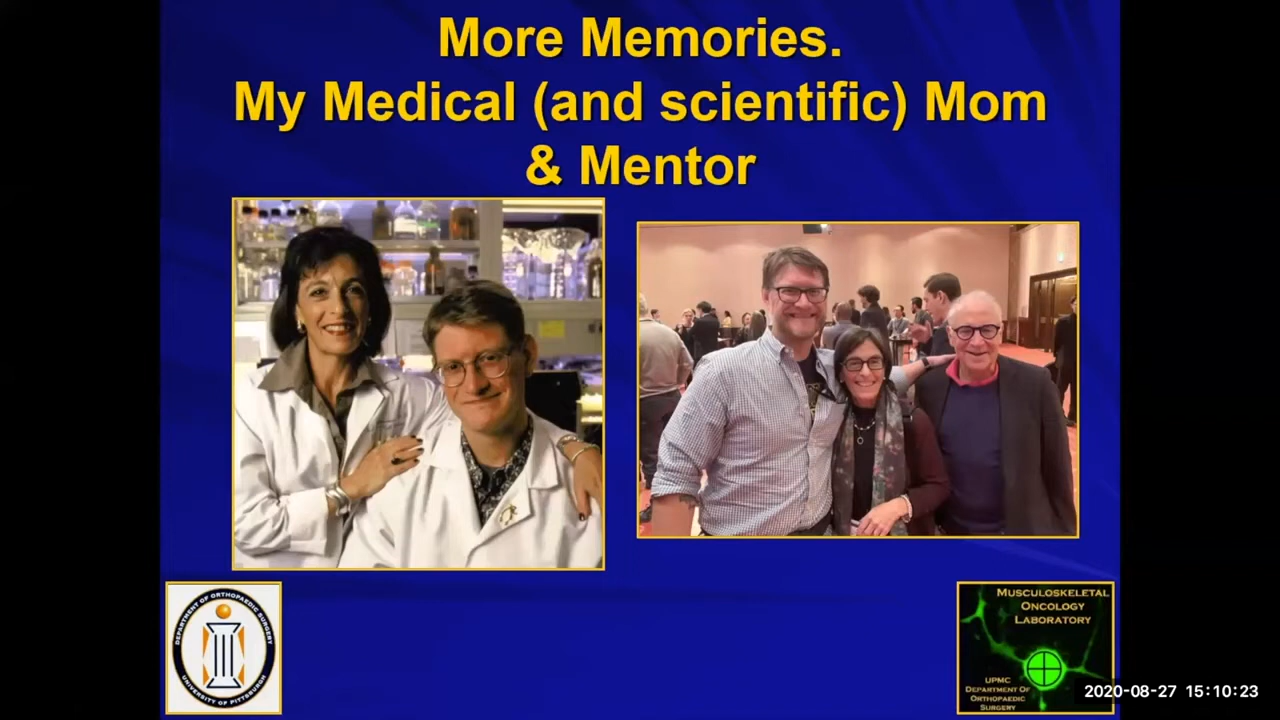 More Memories.
My Medical (and scientific) Mom
& Mentor
DEPARTMENT OF ORTHOPAEDIC SURGERY
UNIVERSITY OF PITTSBURGH
MUSCULOSKELETAL
ONCOLOGY
LABORATORY
UPMC
DEPARTMENT OF
ORTHOPAEDIC
SURGERY
2020-08-27 15:10:23